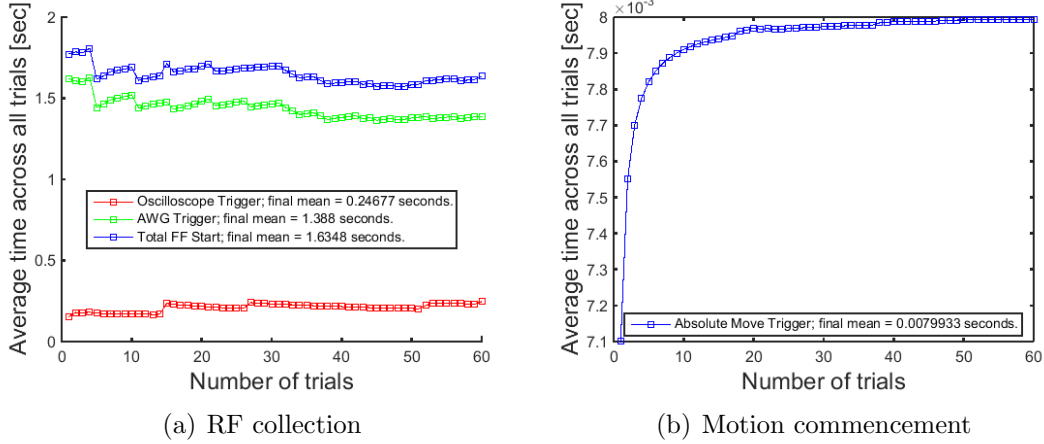 Average time across all trials [sec]
2
1.5
1
0.5
0
Oscilloscope Trigger; final mean = 0.24677 seconds.
AWG Trigger; final mean = 1.388 seconds.
Total FF Start; final mean = 1.6348 seconds.
0 10 20 30 40 50 60
Number of trials
(a) RF collection
Average time across all trials [sec]
×10⁻³
8
7.9
7.8
7.7
7.6
7.5
7.4
7.3
7.2
7.1
Absolute Move Trigger; final mean = 0.0079933 seconds.
0 10 20 30 40 50 60
Number of trials
(b) Motion commencement